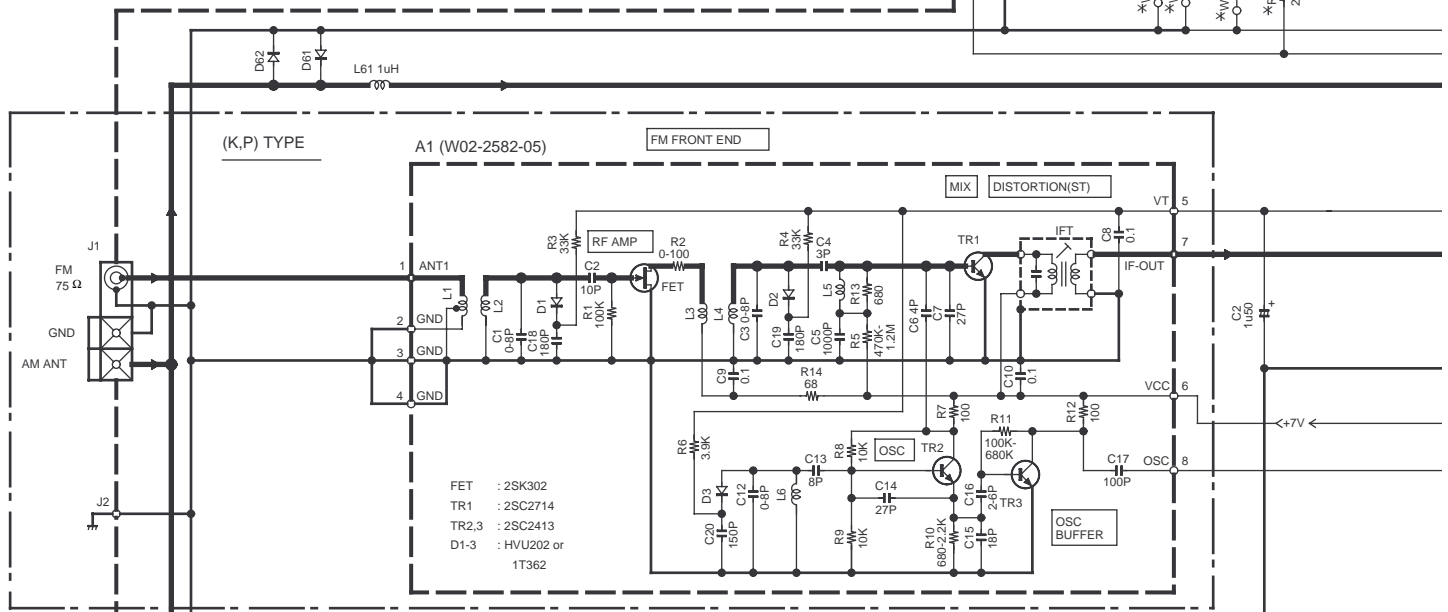 D62
D61
L61 1uH
(K,P) TYPE
A1 (W02-2582-05)
FM FRONT END
MIX
DISTORTION(ST)
VT 5
J1
FM
75 Ω
GND
AM ANT
J2
1 ANT1
2 GND
3 GND
4 GND
L1
L2
C1
0-8P
C18
180P
D1
R3
33K
C2
10P
R1
100K
RF AMP
FET
R2
0-100
L3
L4
C3 0-8P
D2
C19
180P
R4
33K
C4
3P
L5
C5
1000P
R13
680
R5
470K-
1.2M
C6 4P
C7
27P
TR1
IFT
C8
0.1
7
IF-OUT
C2
1u50
+
C9
0.1
R14
68
C10
0.1
VCC 6
+7V
R6
3.9K
D3
C20
150P
C12
0-8P
L6
C13
8P
R8
10K
R9
10K
OSC
C14
27P
TR2
R7
100
R10
680-2.2K
R11
100K-
680K
C16
2-6P
C15
18P
TR3
R12
100
C17
100P
OSC 8
OSC
BUFFER
FET : 2SK302
TR1 : 2SC2714
TR2,3 : 2SC2413
D1-3 : HVU202 or
1T362